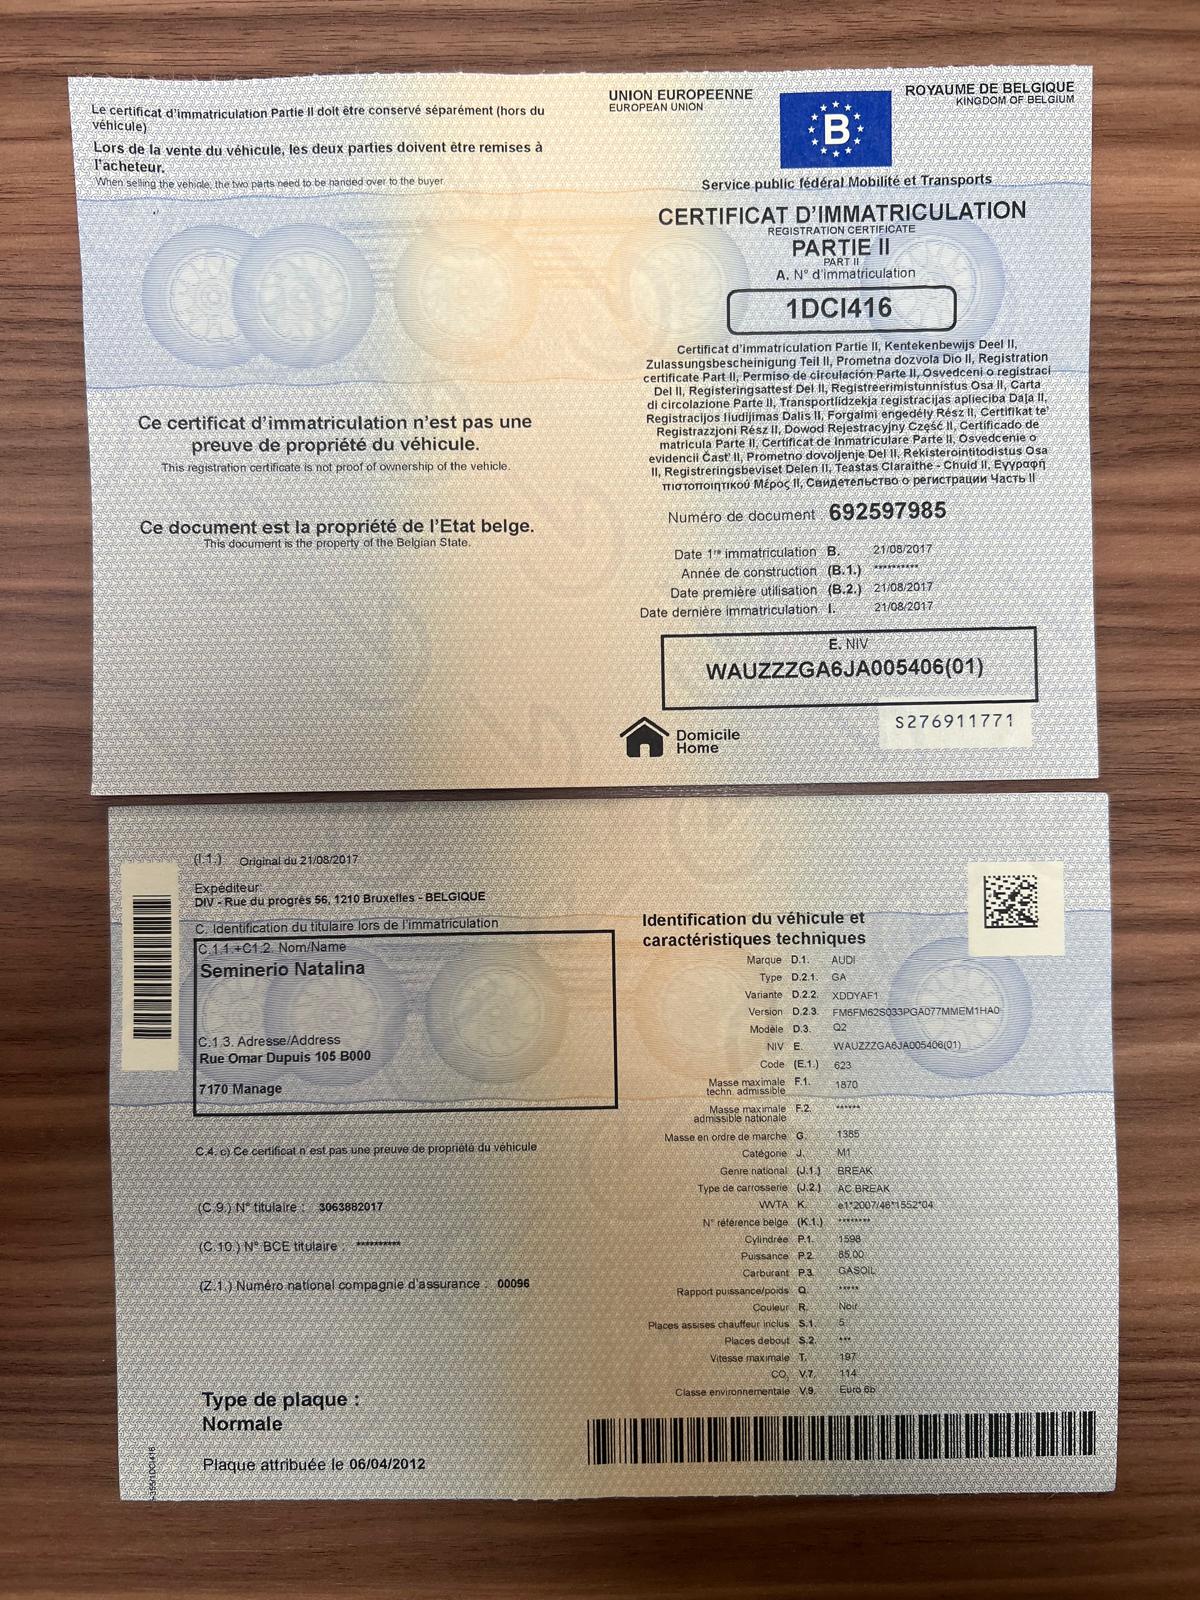 Le certificat d'immatriculation Partie II doit être conservé séparément (hors du
véhicule)
Lors de la vente du véhicule, les deux parties doivent être remises à
l'acheteur.
When selling the vehicle, the two parts need to be handed over to the buyer.
Ce certificat d'immatriculation n'est pas une
preuve de propriété du véhicule.
This registration certificate is not proof of ownership of the vehicle.
Ce document est la propriété de l'Etat belge.
This document is the property of the Belgian State.
UNION EUROPEENNE
EUROPEAN UNION
B
ROYAUME DE BELGIQUE
KINGDOM OF BELGIUM
Service public fédéral Mobilité et Transports
CERTIFICAT D'IMMATRICULATION
REGISTRATION CERTIFICATE
PARTIE II
PART II
A. N° d'immatriculation
1DCI416
Certificat d'immatriculation Partie II, Kentekenbewijs Deel II,
Zulassungsbescheinigung Teil II, Prometna dozvola Dio II, Registration
certificate Part II, Permiso de circulación Parte II, Osvedceni o registraci
Del II, Registeringsattest Del II, Registreerimistunnistus Osa II, Carta
di circolazione Parte II, Transportlīdzekja registracijas aplieciba Daļa II,
Registracijos liudijimas Dalis II, Forgalmi engedély Rész II, Certifikat te'
Registrazzjoni Rész II, Dowod Rejestracyjny Część II, Certificado de
matricula Parte II, Certificat de Inmatriculare Parte II, Osvedcenie o
evidencii Čast' II, Prometno dovoljenje Del II, Rekisterointitodistus Osa
II, Registreringsbeviset Delen II, Teastas Claraithe - Chuid II, Εγγραφή
πιστοποιητικού Μέρος II, Свидетельство о регистрации Часть II
Numéro de document 692597985
Date 1re immatriculation B. 21/08/2017
Année de construction (B.1.) **********
Date première utilisation (B.2.) 21/08/2017
Date dernière immatriculation I. 21/08/2017
E. NIV
WAUZZZGA6JA005406(01)
S276911771
Domicile
Home
(I.1.) Original du 21/08/2017
Expéditeur:
DIV - Rue du progrès 56, 1210 Bruxelles - BELGIQUE
C. Identification du titulaire lors de l'immatriculation
C.1.1.+C1.2. Nom/Name
Seminerio Natalina
C.1.3. Adresse/Address
Rue Omar Dupuis 105 B000
7170 Manage
C.4. c) Ce certificat n'est pas une preuve de propriété du véhicule
(C.9.) N° titulaire : 3063882017
(C.10.) N° BCE titulaire : **********
(Z.1.) Numéro national compagnie d'assurance : 00096
Type de plaque :
Normale
Plaque attribuée le 06/04/2012
Identification du véhicule et
caractéristiques techniques
Marque D.1. AUDI
Type D.2.1. GA
Variante D.2.2. XDDYAF1
Version D.2.3. FM6FM62S033PGA077MMEM1HA0
Modèle D.3. Q2
NIV E. WAUZZZGA6JA005406(01)
Code (E.1.) 623
Masse maximale
techn. admissible F.1. 1870
Masse maximale
admissible nationale F.2. ******
Masse en ordre de marche G. 1385
Catégorie J. M1
Genre national (J.1.) BREAK
Type de carrosserie (J.2.) AC BREAK
WVTA K. e1*2007/46*1552*04
N° référence belge (K.1.) ********
Cylindrée P.1. 1598
Puissance P.2. 85.00
Carburant P.3. GASOIL
Rapport puissance/poids Q. *****
Couleur R. Noir
Places assises chauffeur inclus S.1. 5
Places debout S.2. ***
Vitesse maximale T. 197
CO2 V.7. 114
Classe environnementale V.9. Euro 6b